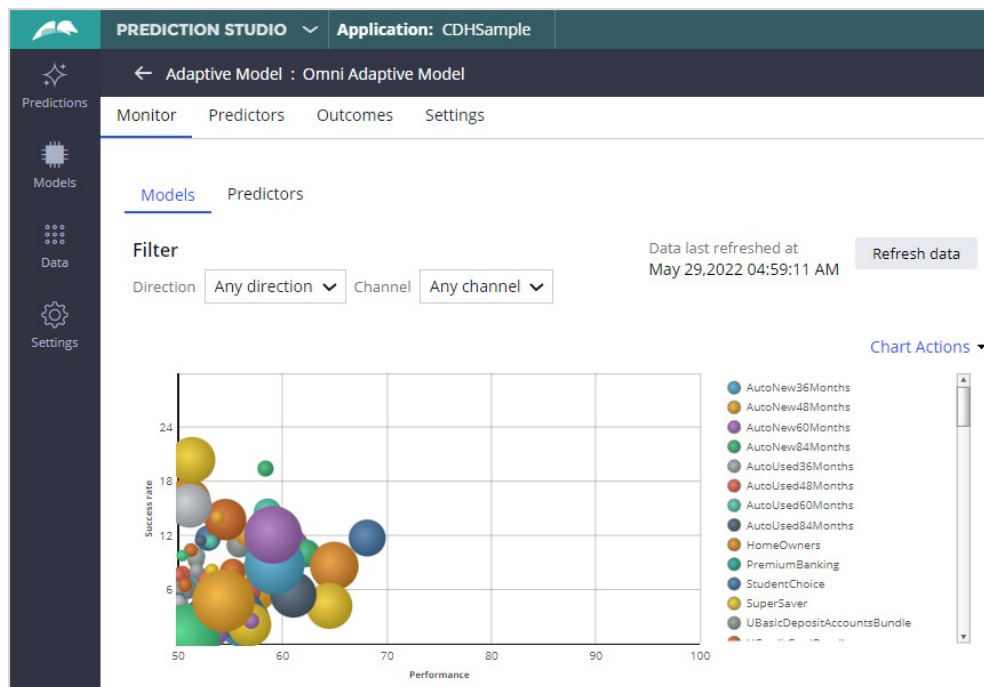 PREDICTION STUDIO Application: CDHSample
Adaptive Model : Omni Adaptive Model
Predictions
Models
Data
Settings
Monitor Predictors Outcomes Settings
Models Predictors
Filter
Direction Any direction Channel Any channel
Data last refreshed at
May 29,2022 04:59:11 AM
Refresh data
Chart Actions
Success rate
24
18
12
6
50 60 70 80 90 100
Performance
AutoNew36Months
AutoNew48Months
AutoNew60Months
AutoNew84Months
AutoUsed36Months
AutoUsed48Months
AutoUsed60Months
AutoUsed84Months
HomeOwners
PremiumBanking
StudentChoice
SuperSaver
UBasicDepositAccountsBundle